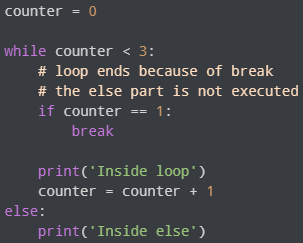 counter = 0
while counter < 3:
    # loop ends because of break
    # the else part is not executed
    if counter == 1:
        break
    print('Inside loop')
    counter = counter + 1
else:
    print('Inside else')